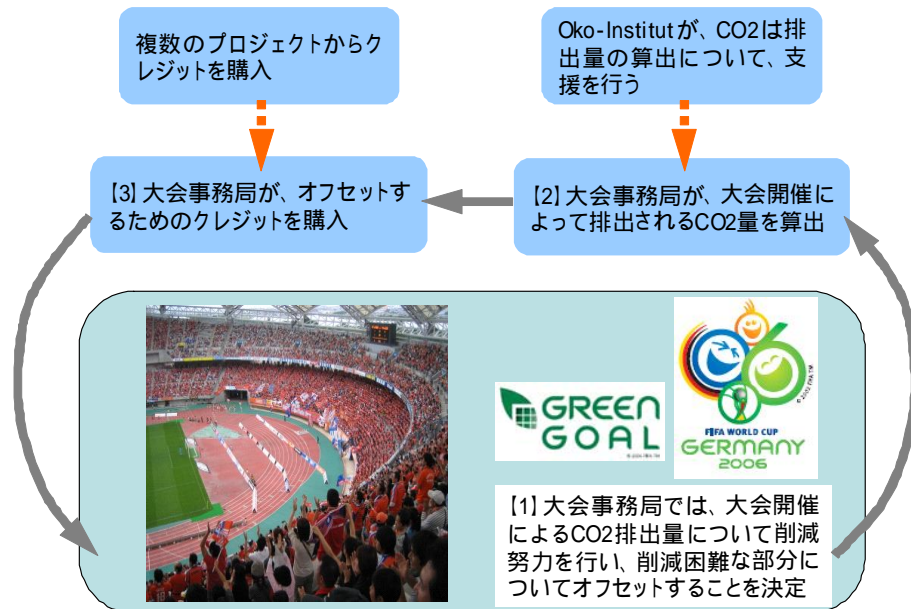 複数のプロジェクトからク
レジットを購入
Oko-Institutが、CO2は排
出量の算出について、支
援を行う
【3】大会事務局が、オフセットす
るためのクレジットを購入
【2】大会事務局が、大会開催に
よって排出されるCO2量を算出
GREEN
GOAL
FIFA WORLD CUP
GERMANY
2006
【1】大会事務局では、大会開催
によるCO2排出量について削減
努力を行い、削減困難な部分に
ついてオフセットすることを決定